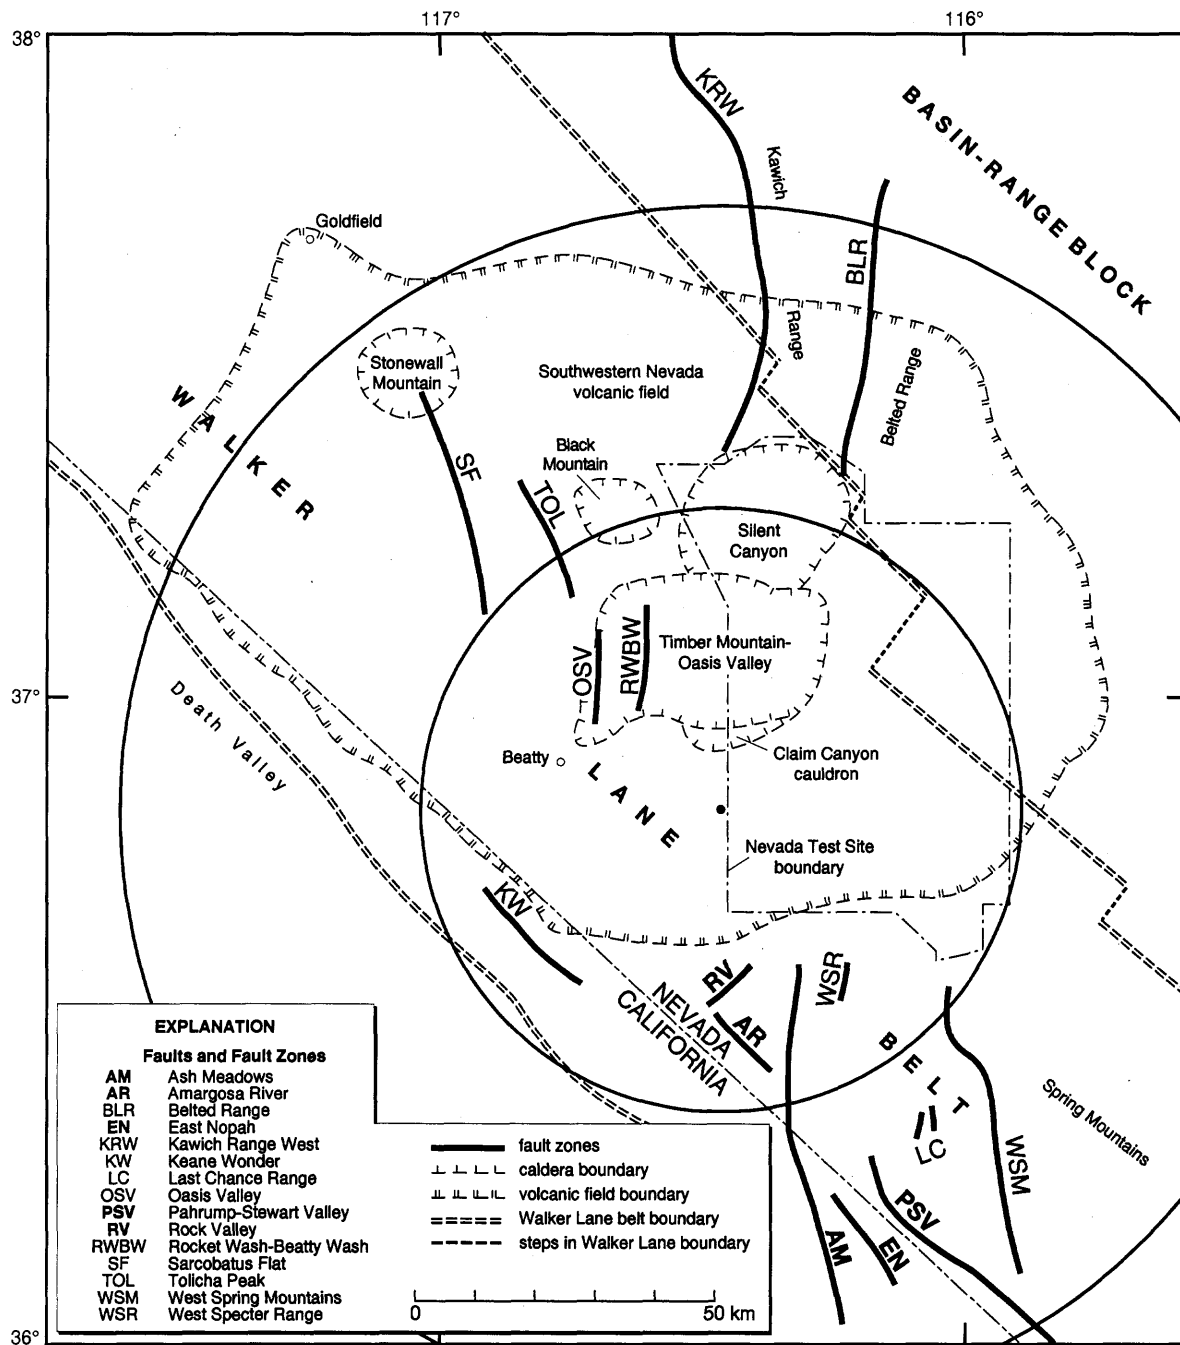 117°
116°
38°
KRW
BASIN-RANGE BLOCK
Kawich
Goldfield
BLR
Range
Stonewall
Mountain
Southwestern Nevada
volcanic field
Belted Range
WALKER
Black
Mountain
SF
TOL
Silent
Canyon
OSV
RWBW
Timber Mountain-
Oasis Valley
37°
Death Valley
Beatty
Claim Canyon
cauldron
LANE
Nevada Test Site
boundary
KW
RV
WSR
NEVADA
CALIFORNIA
AR
BELT
Spring Mountains
LC
WSM
PSV
AM
EN
EXPLANATION
Faults and Fault Zones
AM Ash Meadows
AR Amargosa River
BLR Belted Range
EN East Nopah
KRW Kawich Range West
KW Keane Wonder
LC Last Chance Range
OSV Oasis Valley
PSV Pahrump-Stewart Valley
RV Rock Valley
RWBW Rocket Wash-Beatty Wash
SF Sarcobatus Flat
TOL Tolicha Peak
WSM West Spring Mountains
WSR West Specter Range
fault zones
caldera boundary
volcanic field boundary
Walker Lane belt boundary
steps in Walker Lane boundary
0 50 km
36°